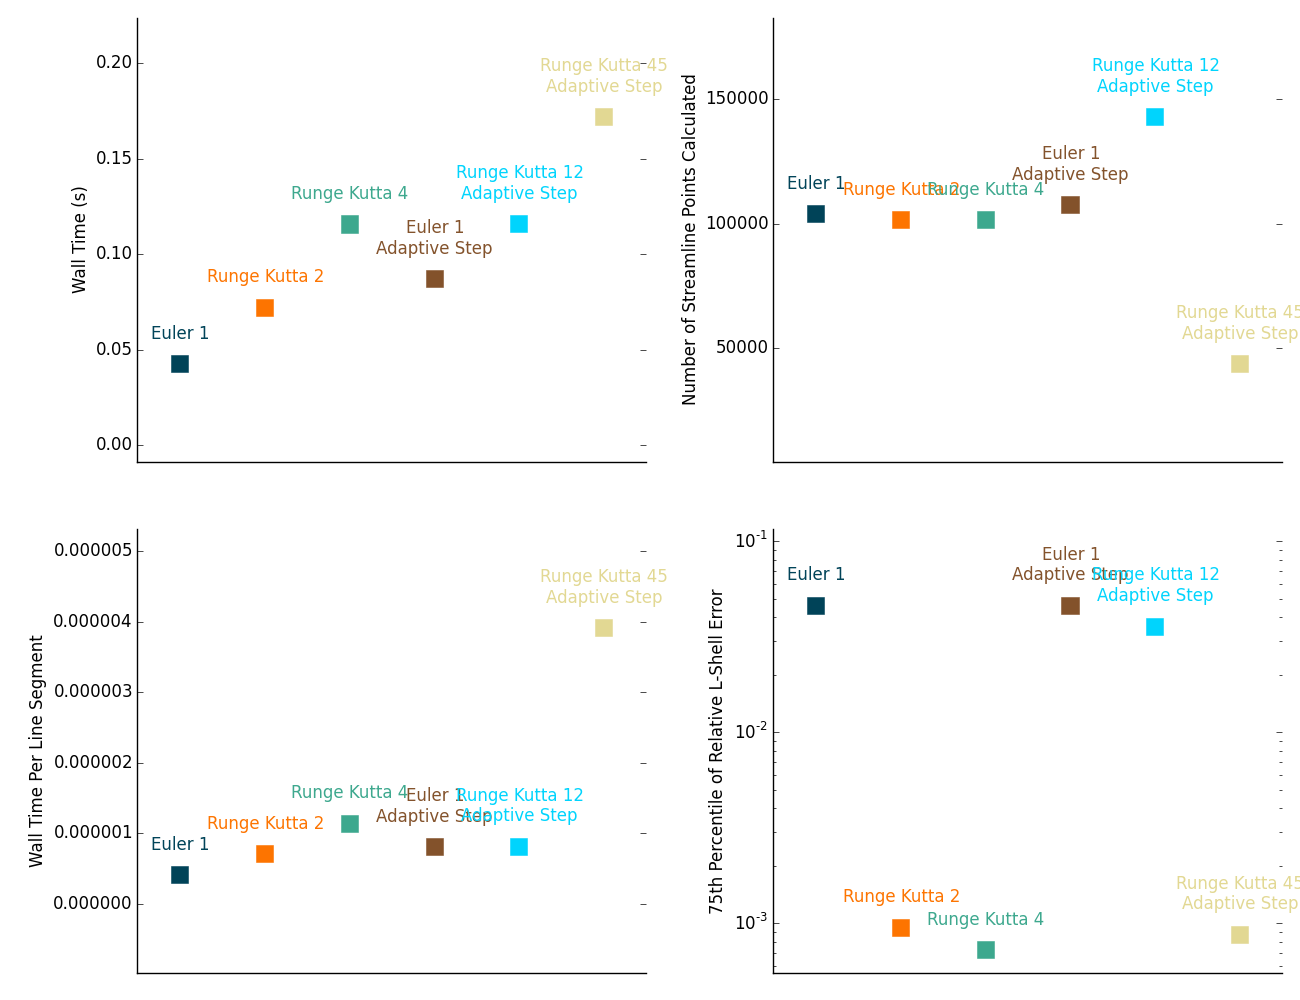 0.20
0.15
0.10
0.05
0.00
Wall Time (s)
Euler 1
Runge Kutta 2
Runge Kutta 4
Euler 1
Adaptive Step
Runge Kutta 12
Adaptive Step
Runge Kutta 45
Adaptive Step
150000
100000
50000
Number of Streamline Points Calculated
Euler 1
Runge Kutta 2
Runge Kutta 4
Euler 1
Adaptive Step
Runge Kutta 12
Adaptive Step
Runge Kutta 45
Adaptive Step
0.000005
0.000004
0.000003
0.000002
0.000001
0.000000
Wall Time Per Line Segment
Euler 1
Runge Kutta 2
Runge Kutta 4
Euler 1
Adaptive Step
Runge Kutta 12
Adaptive Step
Runge Kutta 45
Adaptive Step
10⁻¹
10⁻²
10⁻³
75th Percentile of Relative L-Shell Error
Euler 1
Runge Kutta 2
Runge Kutta 4
Euler 1
Adaptive Step
Runge Kutta 12
Adaptive Step
Runge Kutta 45
Adaptive Step